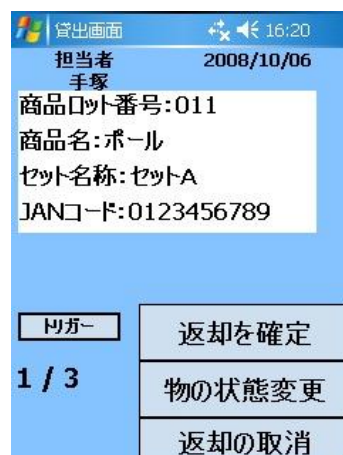 貸出画面 16:20
担当者 2008/10/06
手塚
商品ロット番号:011
商品名:ポール
セット名称:セットA
JANコード:0123456789
トリガー
返却を確定
1 / 3
物の状態変更
返却の取消